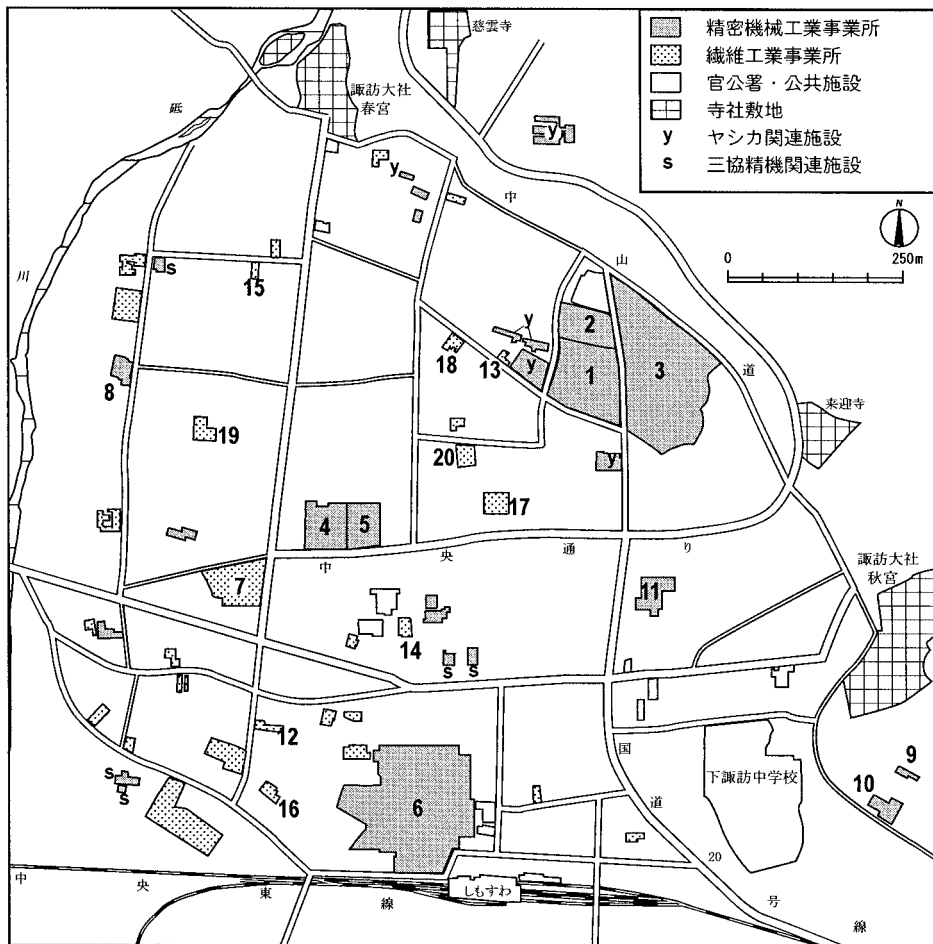 精密機械工業事業所
繊維工業事業所
官公署・公共施設
寺社敷地
y ヤシカ関連施設
s 三協精機関連施設
N
0 250m
慈雲寺
諏訪大社
春宮
砥
川
y
y
中
山
道
s
15
y
2
1
3
18
13
y
8
来迎寺
19
20
y
17
4
5
中央通り
7
諏訪大社
秋宮
11
14
s
s
12
国
道
20
号
線
下諏訪中学校
9
10
6
16
s
s
しもすわ
中央東線